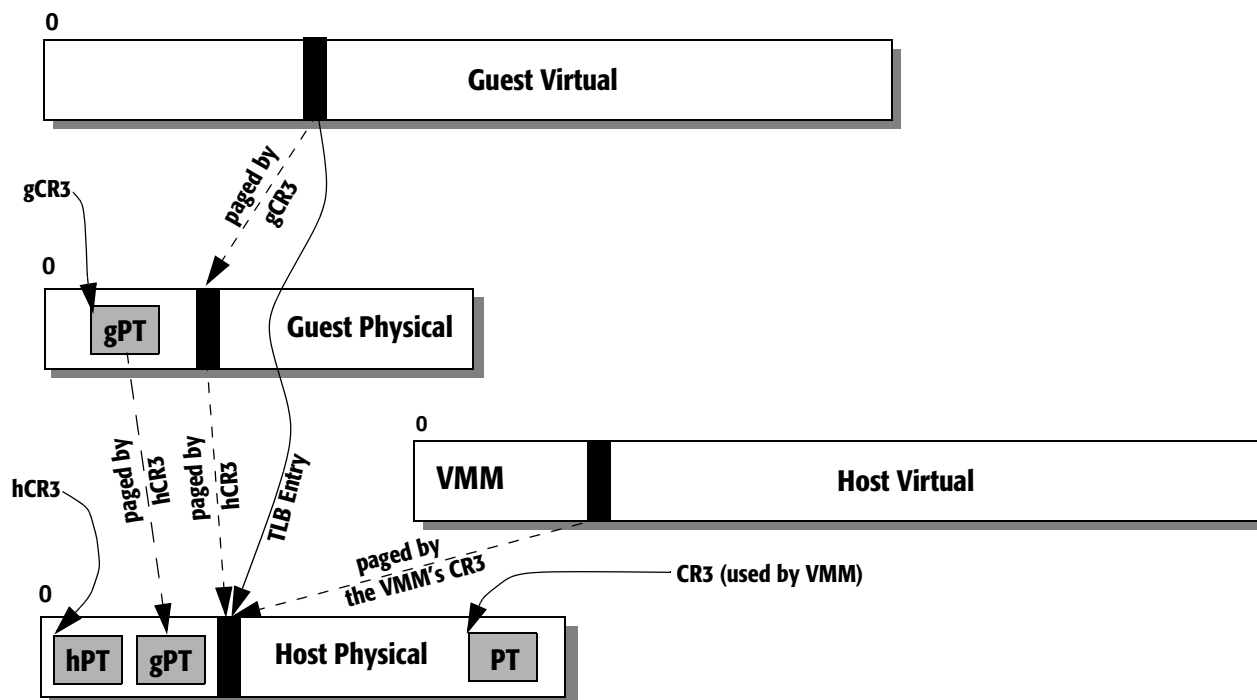 0
Guest Virtual
paged by
gCR3
gCR3
0
gPT
Guest Physical
0
VMM
Host Virtual
paged by
hCR3
paged by
hCR3
TLB Entry
hCR3
paged by
the VMM's CR3
CR3 (used by VMM)
0
hPT
gPT
Host Physical
PT